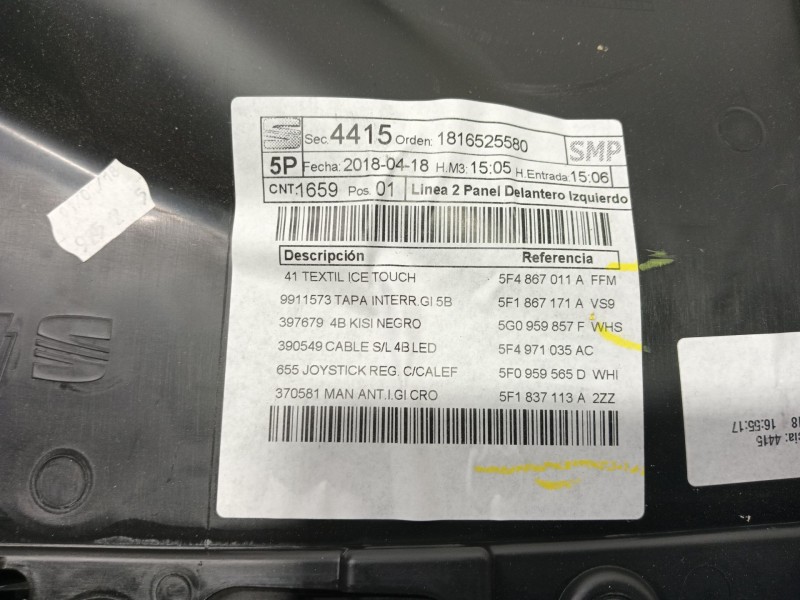 Sec. 4415 Orden: 1816525580 SMP
5P Fecha: 2018-04-18 H.M3: 15:05 H.Entrada: 15:06
CNT: 1659 Pos. 01 Línea 2 Panel Delantero Izquierdo
Descripción Referencia
41 TEXTIL ICE TOUCH 5F4 867 011 A FFM
9911573 TAPA INTERR.GI 5B 5F1 867 171 A VS9
397679 4B KISI NEGRO 5G0 959 857 F WHS
390549 CABLE S/L 4B LED 5F4 971 035 AC
655 JOYSTICK REG. C/CALEF 5F0 959 565 D WHI
370581 MAN ANT.I.GI CRO 5F1 837 113 A 2ZZ
cia: 4415
18 16:55:17